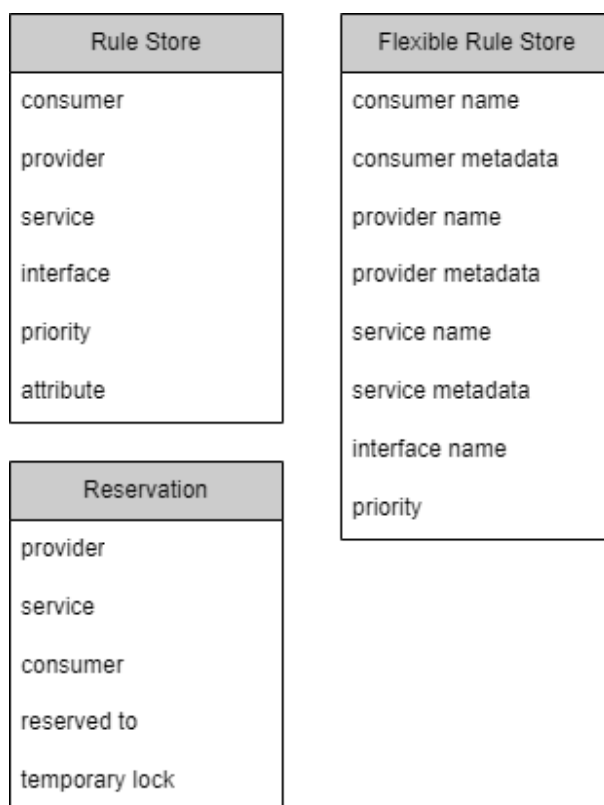 Rule Store
consumer
provider
service
interface
priority
attribute
Reservation
provider
service
consumer
reserved to
temporary lock
Flexible Rule Store
consumer name
consumer metadata
provider name
provider metadata
service name
service metadata
interface name
priority